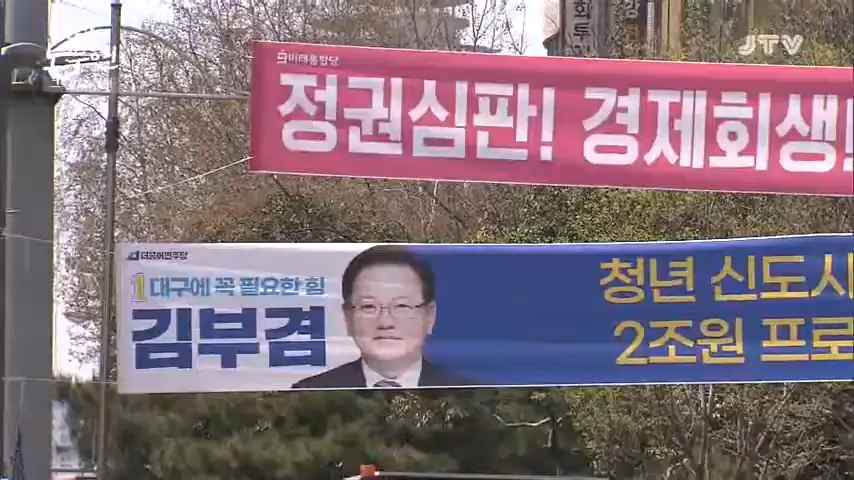 JTV
미래통합당
정권심판! 경제회생!
더불어민주당
1 대구에 꼭 필요한 힘
김부겸
청년 신도시
2조원 프로